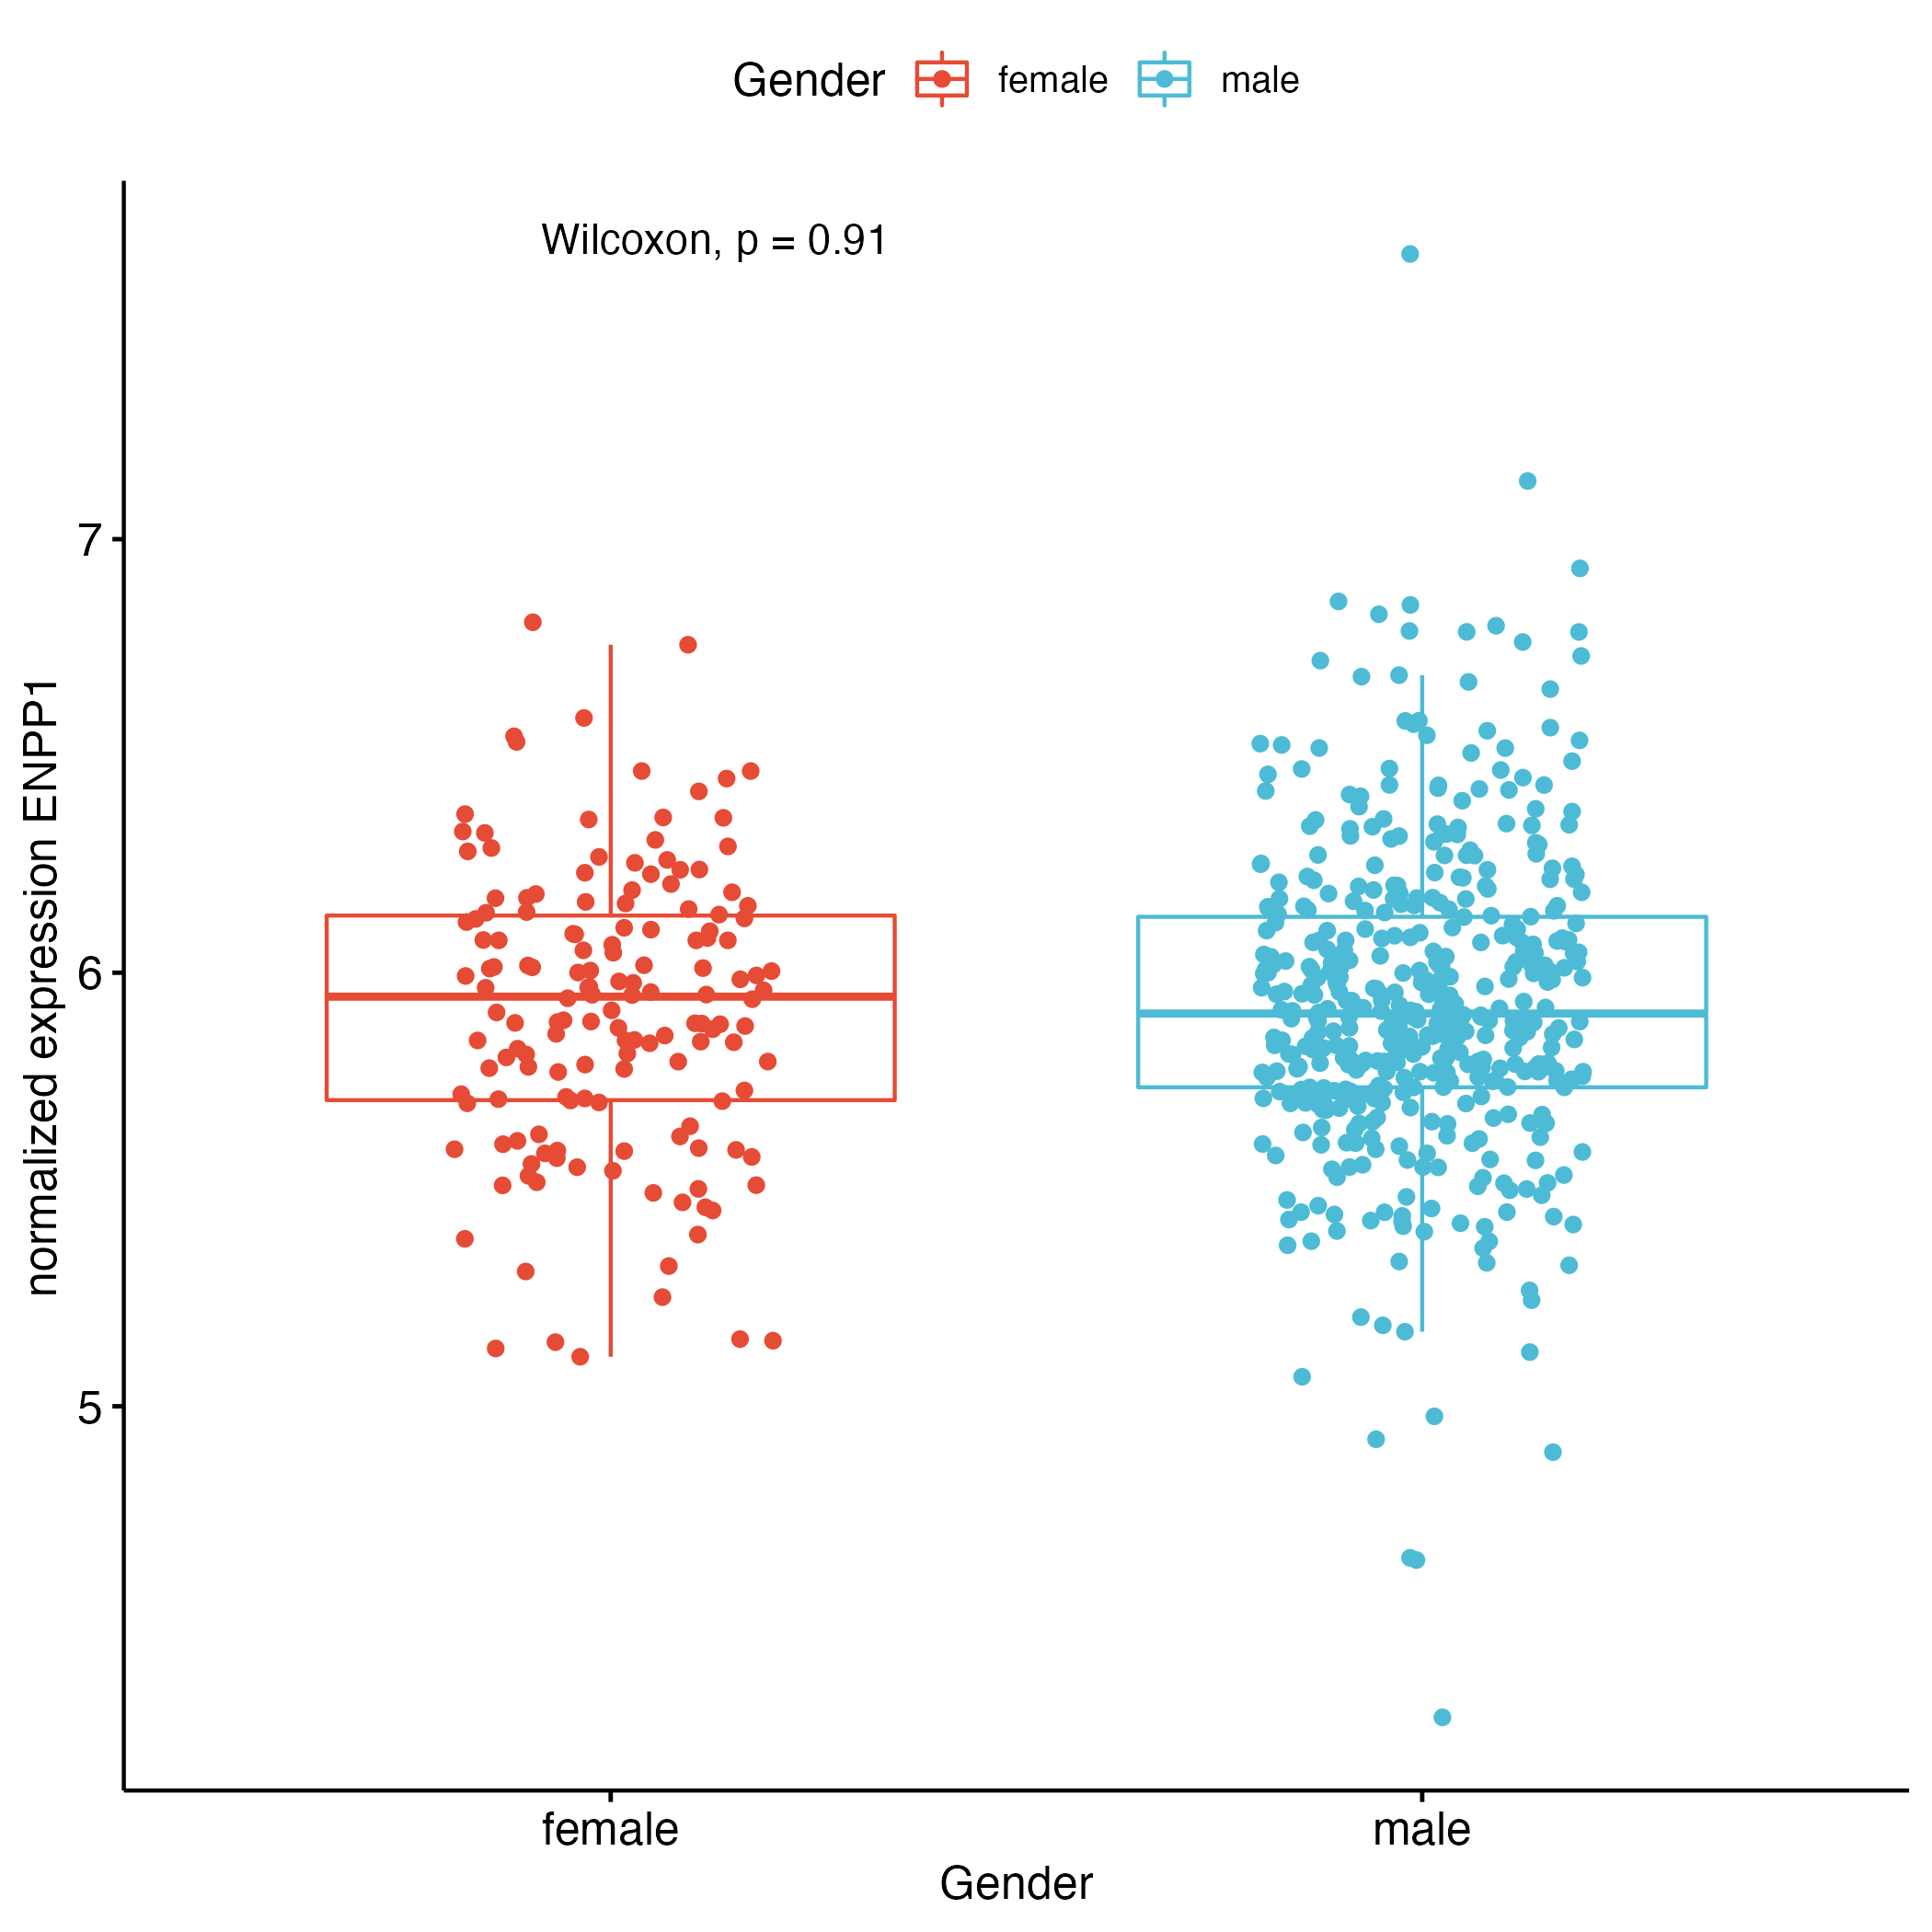 Gender female male
Wilcoxon, p = 0.91
normalized expression ENPP1
7
6
5
female male
Gender